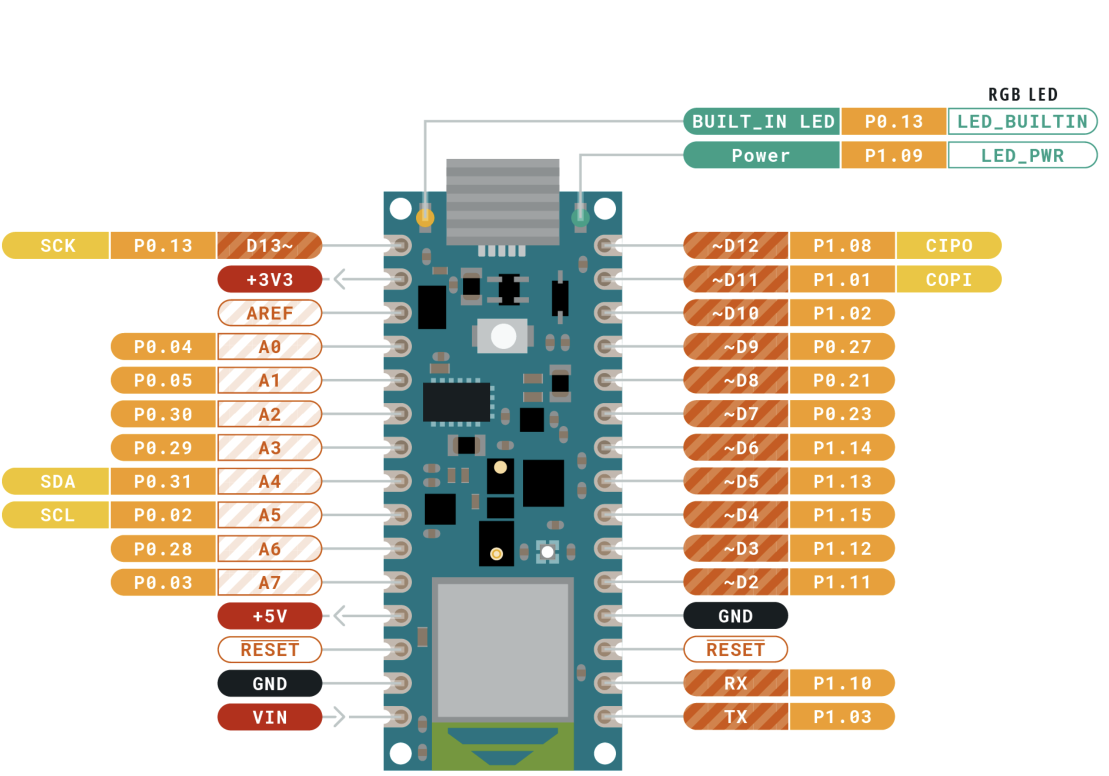 RGB LED
BUILT_IN LED P0.13 LED_BUILTIN
Power P1.09 LED_PWR
SCK P0.13 D13~
+3V3
AREF
P0.04 A0
P0.05 A1
P0.30 A2
P0.29 A3
SDA P0.31 A4
SCL P0.02 A5
P0.28 A6
P0.03 A7
+5V
RESET
GND
VIN
~D12 P1.08 CIPO
~D11 P1.01 COPI
~D10 P1.02
~D9 P0.27
~D8 P0.21
~D7 P0.23
~D6 P1.14
~D5 P1.13
~D4 P1.15
~D3 P1.12
~D2 P1.11
GND
RESET
RX P1.10
TX P1.03